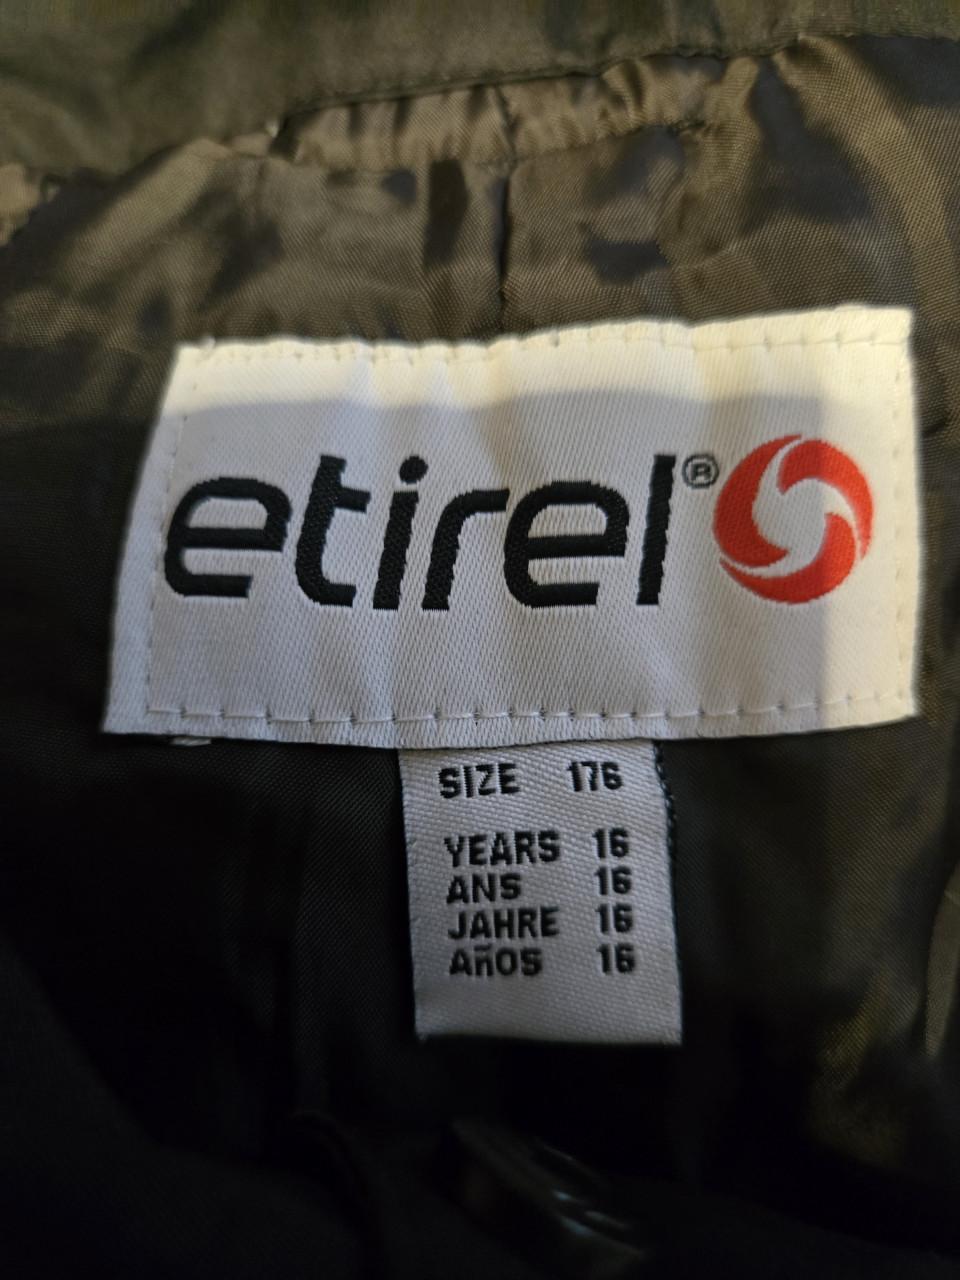 etirel®
SIZE 176
YEARS 16
ANS 16
JAHRE 16
AñOS 16